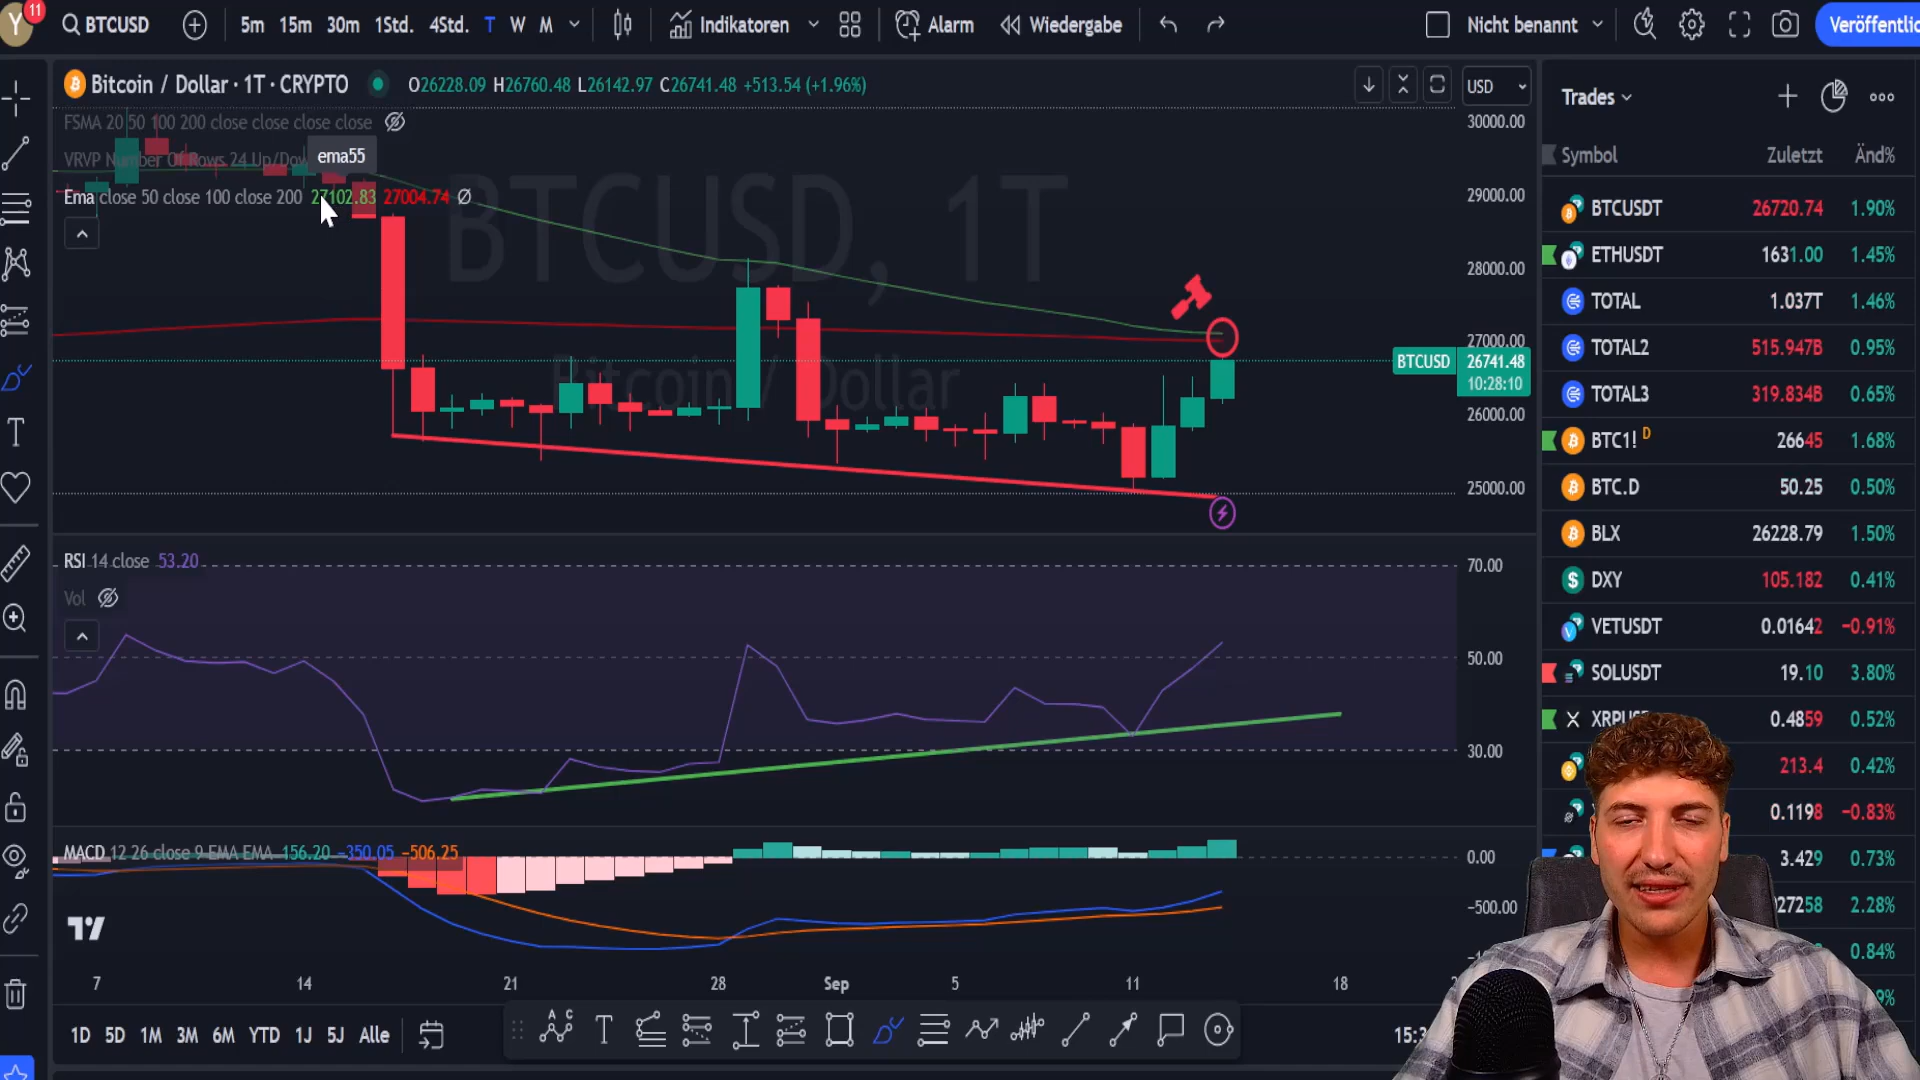 11
Y
BTCUSD
5m 15m 30m 1Std. 4Std. T W M
Indikatoren
Alarm
Wiedergabe
Nicht benannt
Bitcoin / Dollar · 1T · CRYPTO
O26228.09 H26760.48 L26142.97 C26741.48 +513.54 (+1.96%)
USD
FSMA 20 50 100 200 close close close close
VRVP Number Of Rows 24 Up/Dow
ema55
Ema close 50 close 100 close 200 27102.83 27004.74 Ø
BTCUSD, 1T
Bitcoin / Dollar
30000.00
29000.00
28000.00
27000.00
BTCUSD 26741.48
10:28:10
26000.00
25000.00
RSI 14 close 53.20
Vol
70.00
50.00
30.00
MACD 12 26 close 9 EMA EMA 156.20 −350.05 −506.25
0.00
−500.00
7 14 21 28 Sep 5 11 18
1D 5D 1M 3M 6M YTD 1J 5J Alle
Trades
Symbol Zuletzt Änd%
BTCUSDT 26720.74 1.90%
ETHUSDT 1631.00 1.45%
TOTAL 1.037T 1.46%
TOTAL2 515.947B 0.95%
TOTAL3 319.834B 0.65%
BTC1! D 26645 1.68%
BTC.D 50.25 0.50%
BLX 26228.79 1.50%
DXY 105.182 0.41%
VETUSDT 0.01642 −0.91%
SOLUSDT 19.10 3.80%
0.4859 0.52%
213.4 0.42%
0.1198 −0.83%
3.429 0.73%
2.28%
0.84%